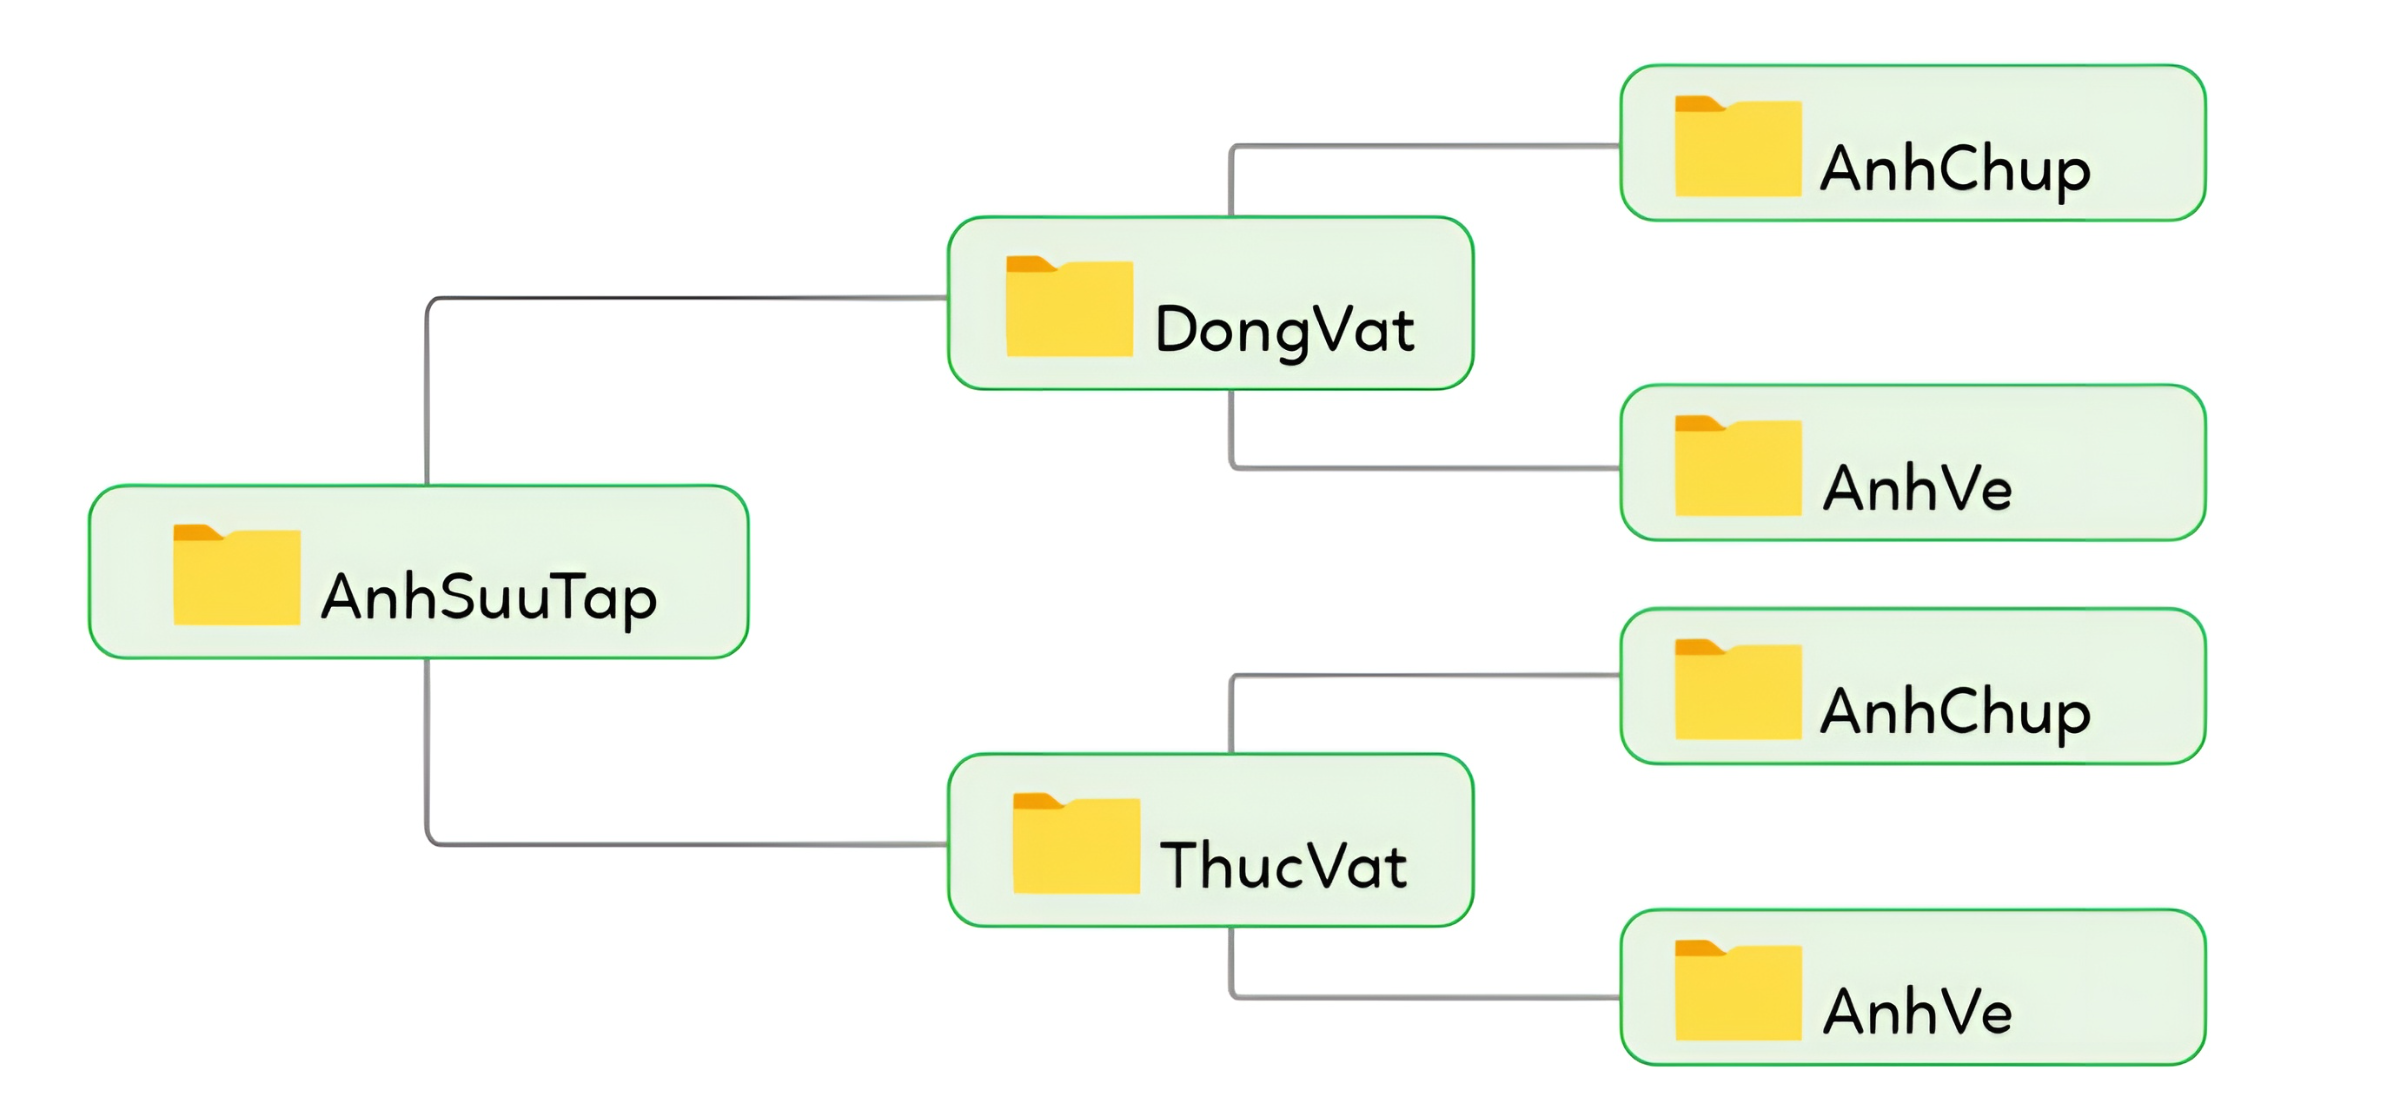 AnhSuuTap
DongVat
AnhChup
AnhVe
ThucVat
AnhChup
AnhVe